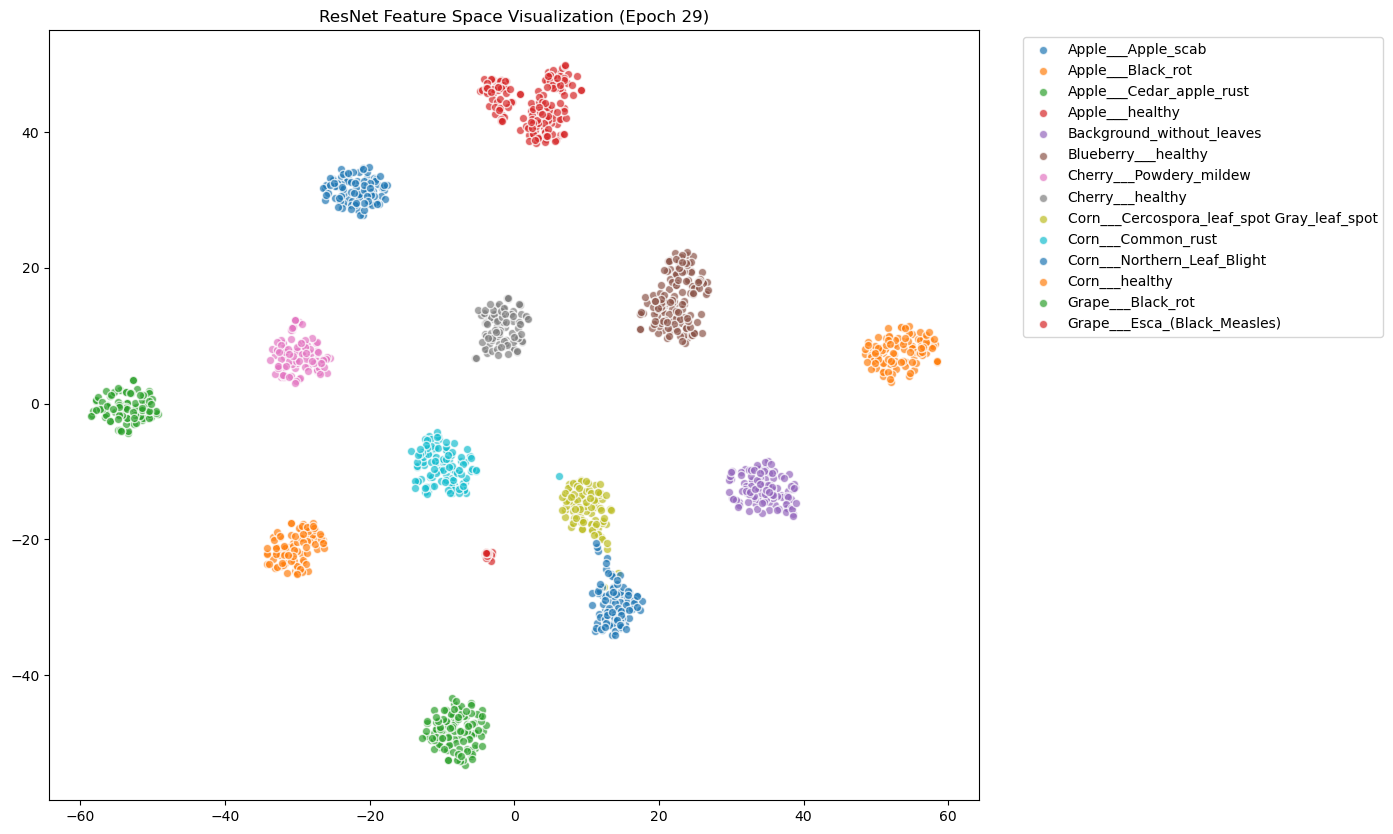 ResNet Feature Space Visualization (Epoch 29)
Apple___Apple_scab
Apple___Black_rot
Apple___Cedar_apple_rust
Apple___healthy
Background_without_leaves
Blueberry___healthy
Cherry___Powdery_mildew
Cherry___healthy
Corn___Cercospora_leaf_spot Gray_leaf_spot
Corn___Common_rust
Corn___Northern_Leaf_Blight
Corn___healthy
Grape___Black_rot
Grape___Esca_(Black_Measles)
40
20
0
−20
−40
−60 −40 −20 0 20 40 60